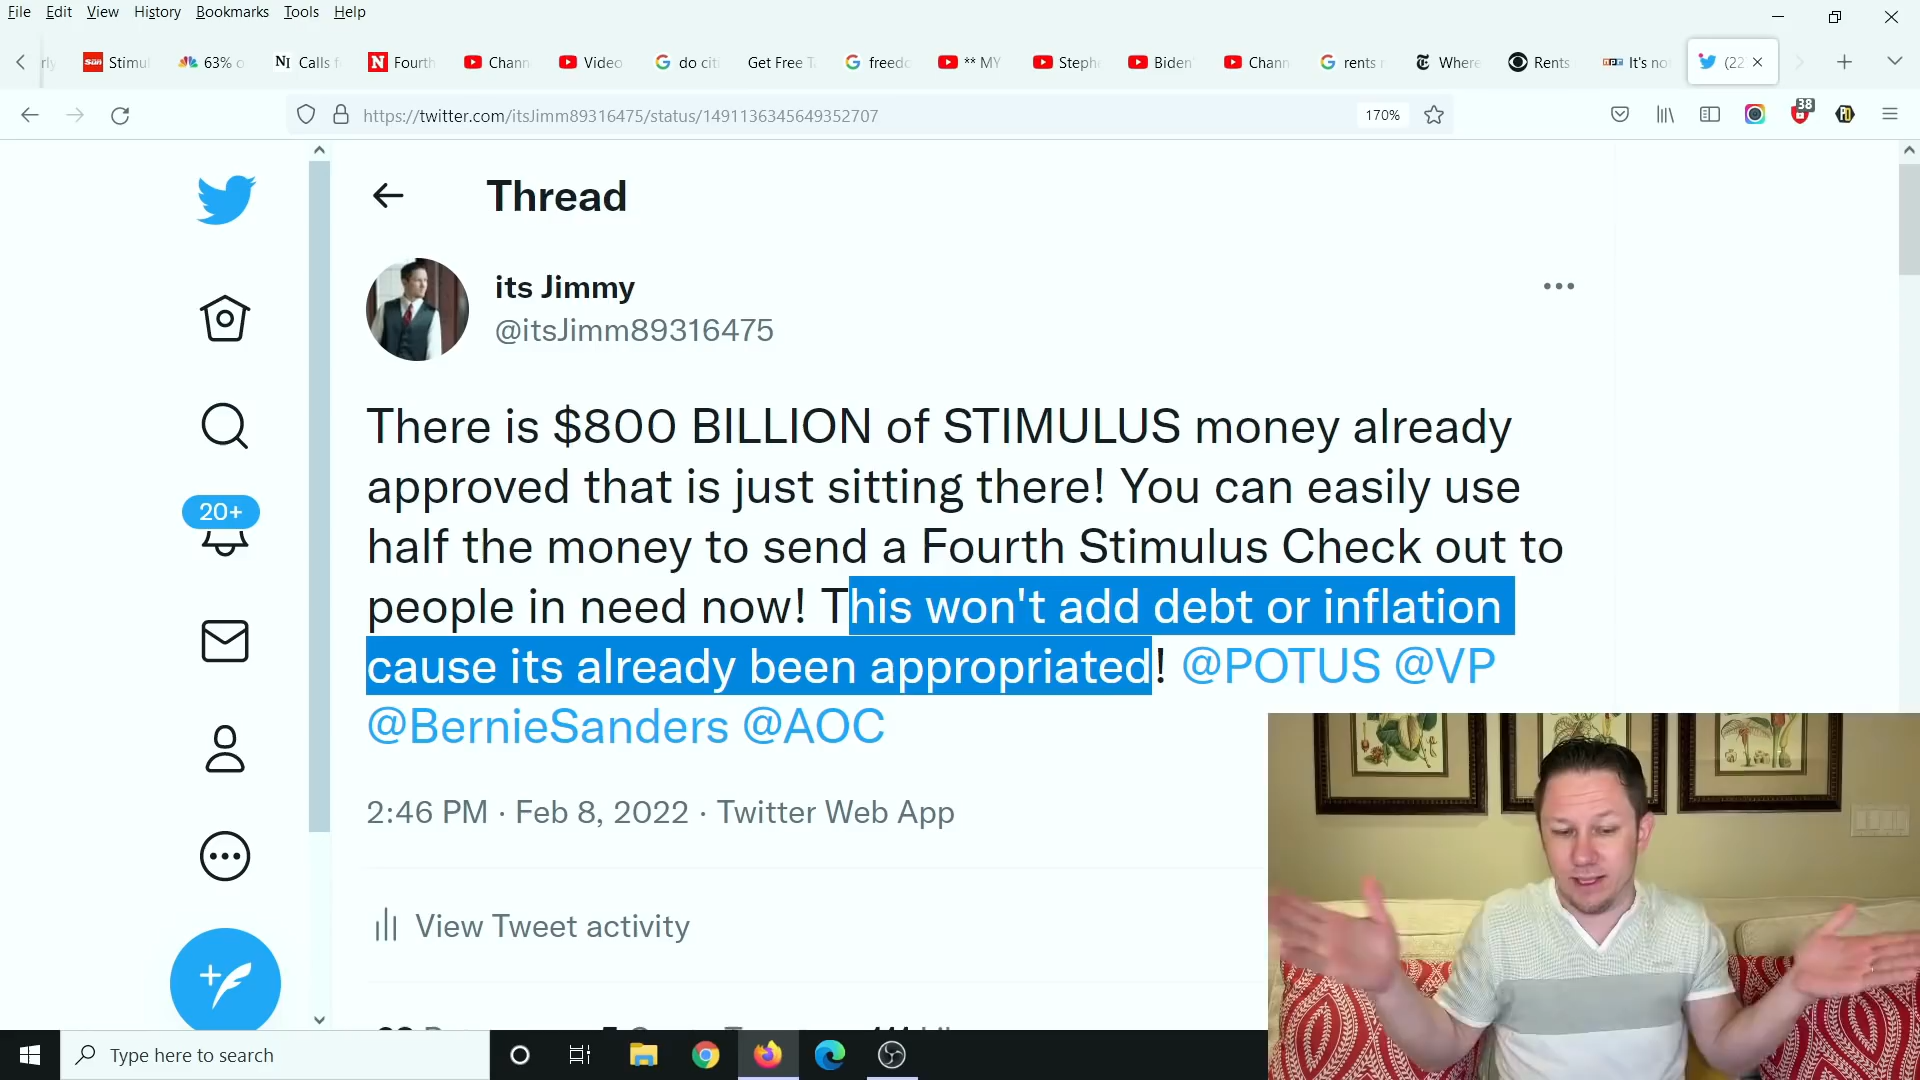 File Edit View History Bookmarks Tools Help
Stimul 63% o Calls f Fourth Chann Video do citi Get Free T freedo ** MY Steph Biden Chann rents r Where Rents It's no (22
https://twitter.com/itsJimm89316475/status/1491136345649352707 170% 38
Thread
its Jimmy
@itsJimm89316475
There is $800 BILLION of STIMULUS money already
approved that is just sitting there! You can easily use
half the money to send a Fourth Stimulus Check out to
people in need now! This won't add debt or inflation
cause its already been appropriated! @POTUS @VP
@BernieSanders @AOC
20+
2:46 PM · Feb 8, 2022 · Twitter Web App
View Tweet activity
Type here to search